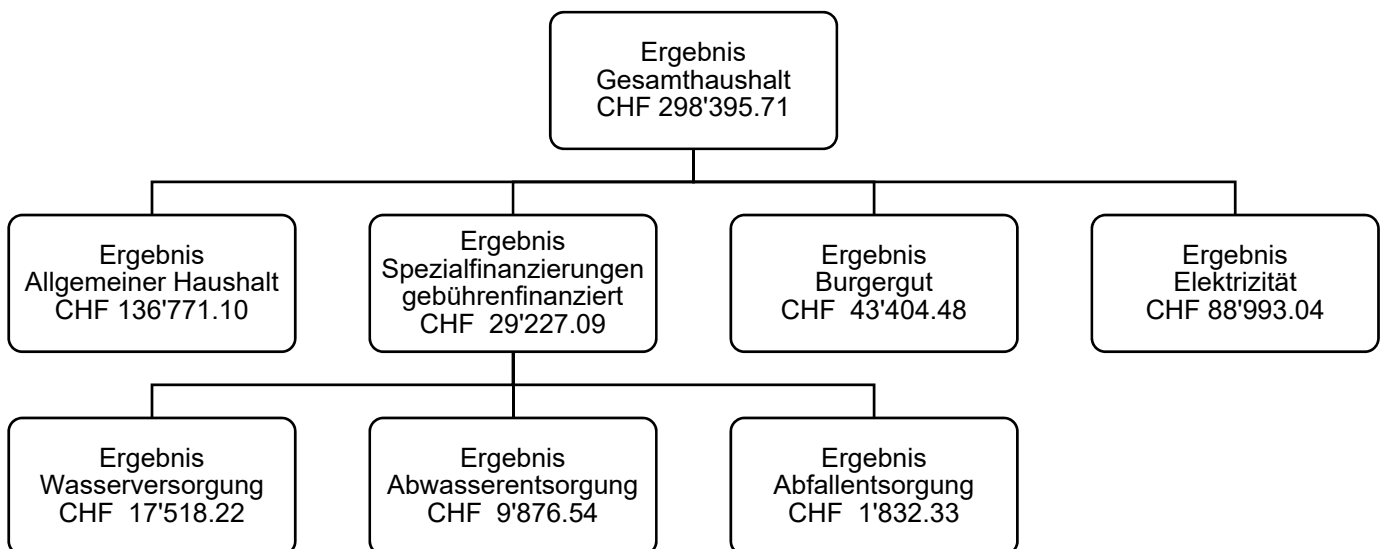 Ergebnis
Gesamthaushalt
CHF 298'395.71
Ergebnis
Allgemeiner Haushalt
CHF 136'771.10
Ergebnis
Spezialfinanzierungen
gebührenfinanziert
CHF  29'227.09
Ergebnis
Burgergut
CHF  43'404.48
Ergebnis
Elektrizität
CHF 88'993.04
Ergebnis
Wasserversorgung
CHF  17'518.22
Ergebnis
Abwasserentsorgung
CHF  9'876.54
Ergebnis
Abfallentsorgung
CHF  1'832.33